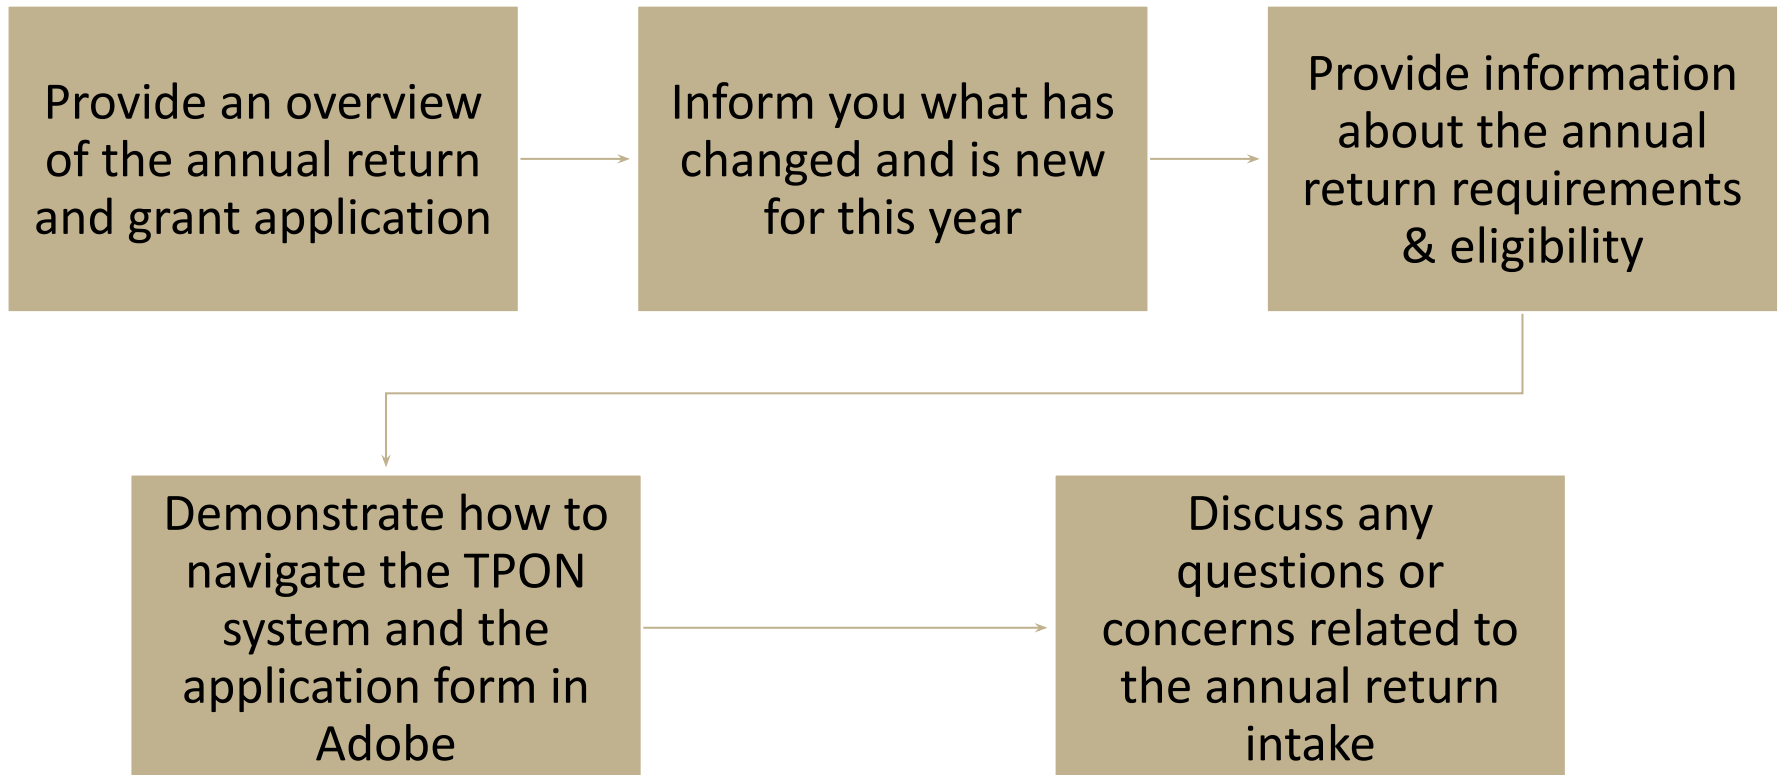 Provide an overview
of the annual return
and grant application
Inform you what has
changed and is new
for this year
Provide information
about the annual
return requirements
& eligibility
Demonstrate how to
navigate the TPON
system and the
application form in
Adobe
Discuss any
questions or
concerns related to
the annual return
intake